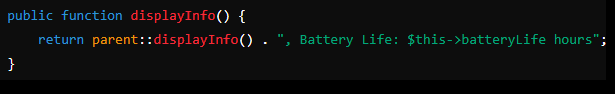 public function displayInfo() {
    return parent::displayInfo() . ", Battery Life: $this->batteryLife hours";
}